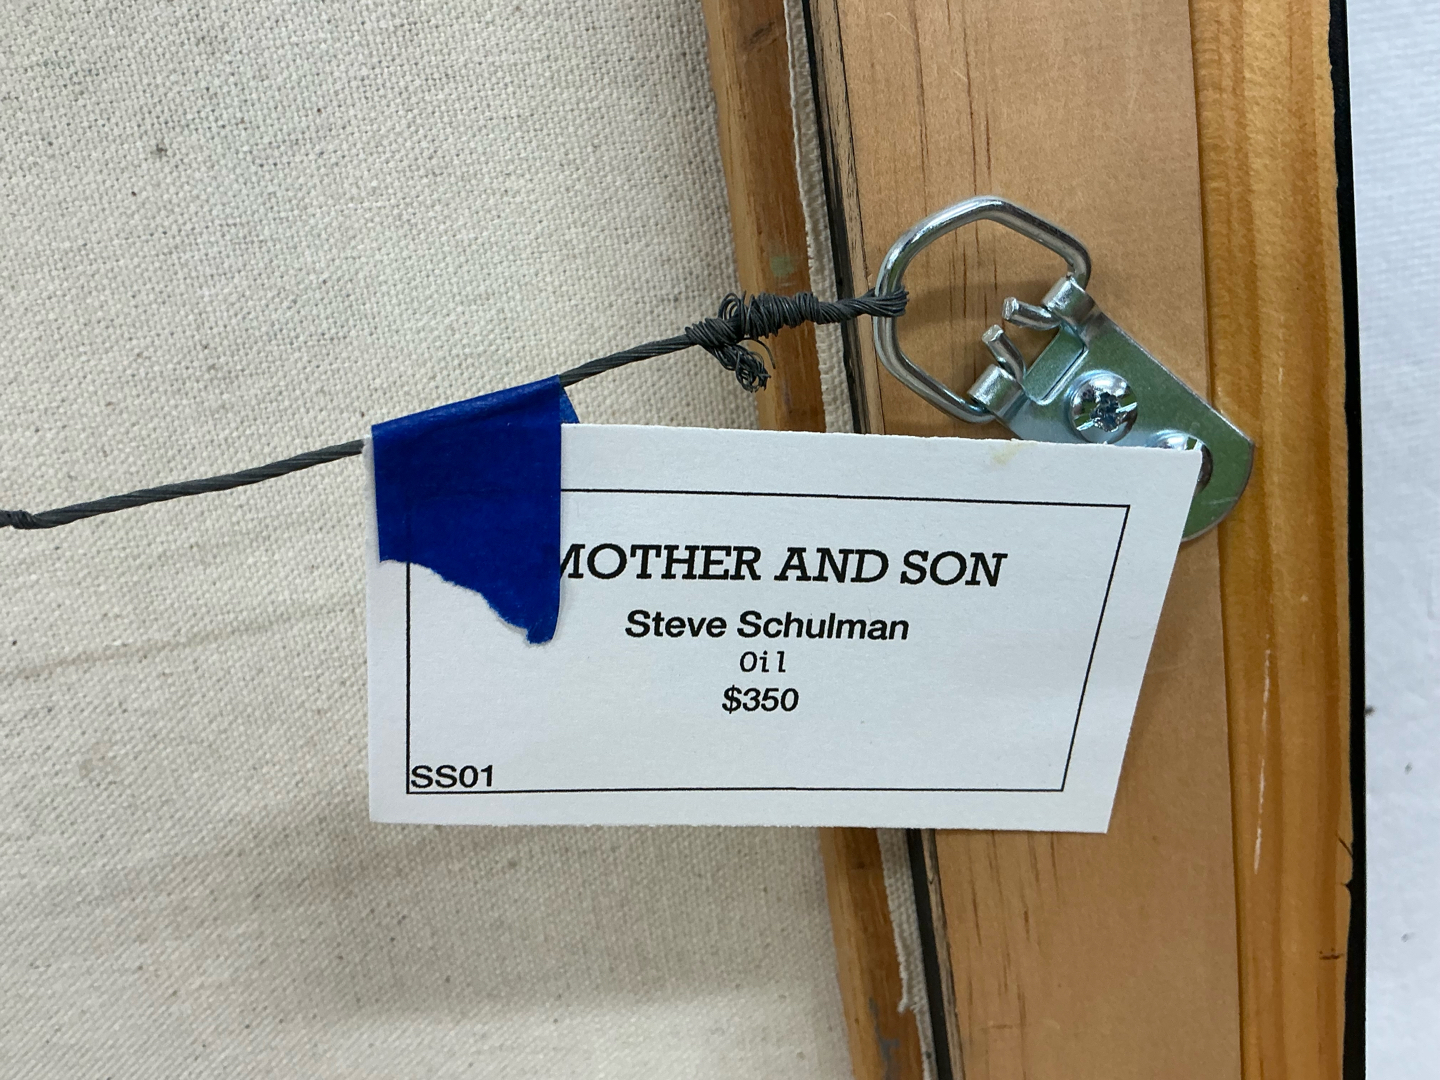 MOTHER AND SON
Steve Schulman
Oil
$350
SS01